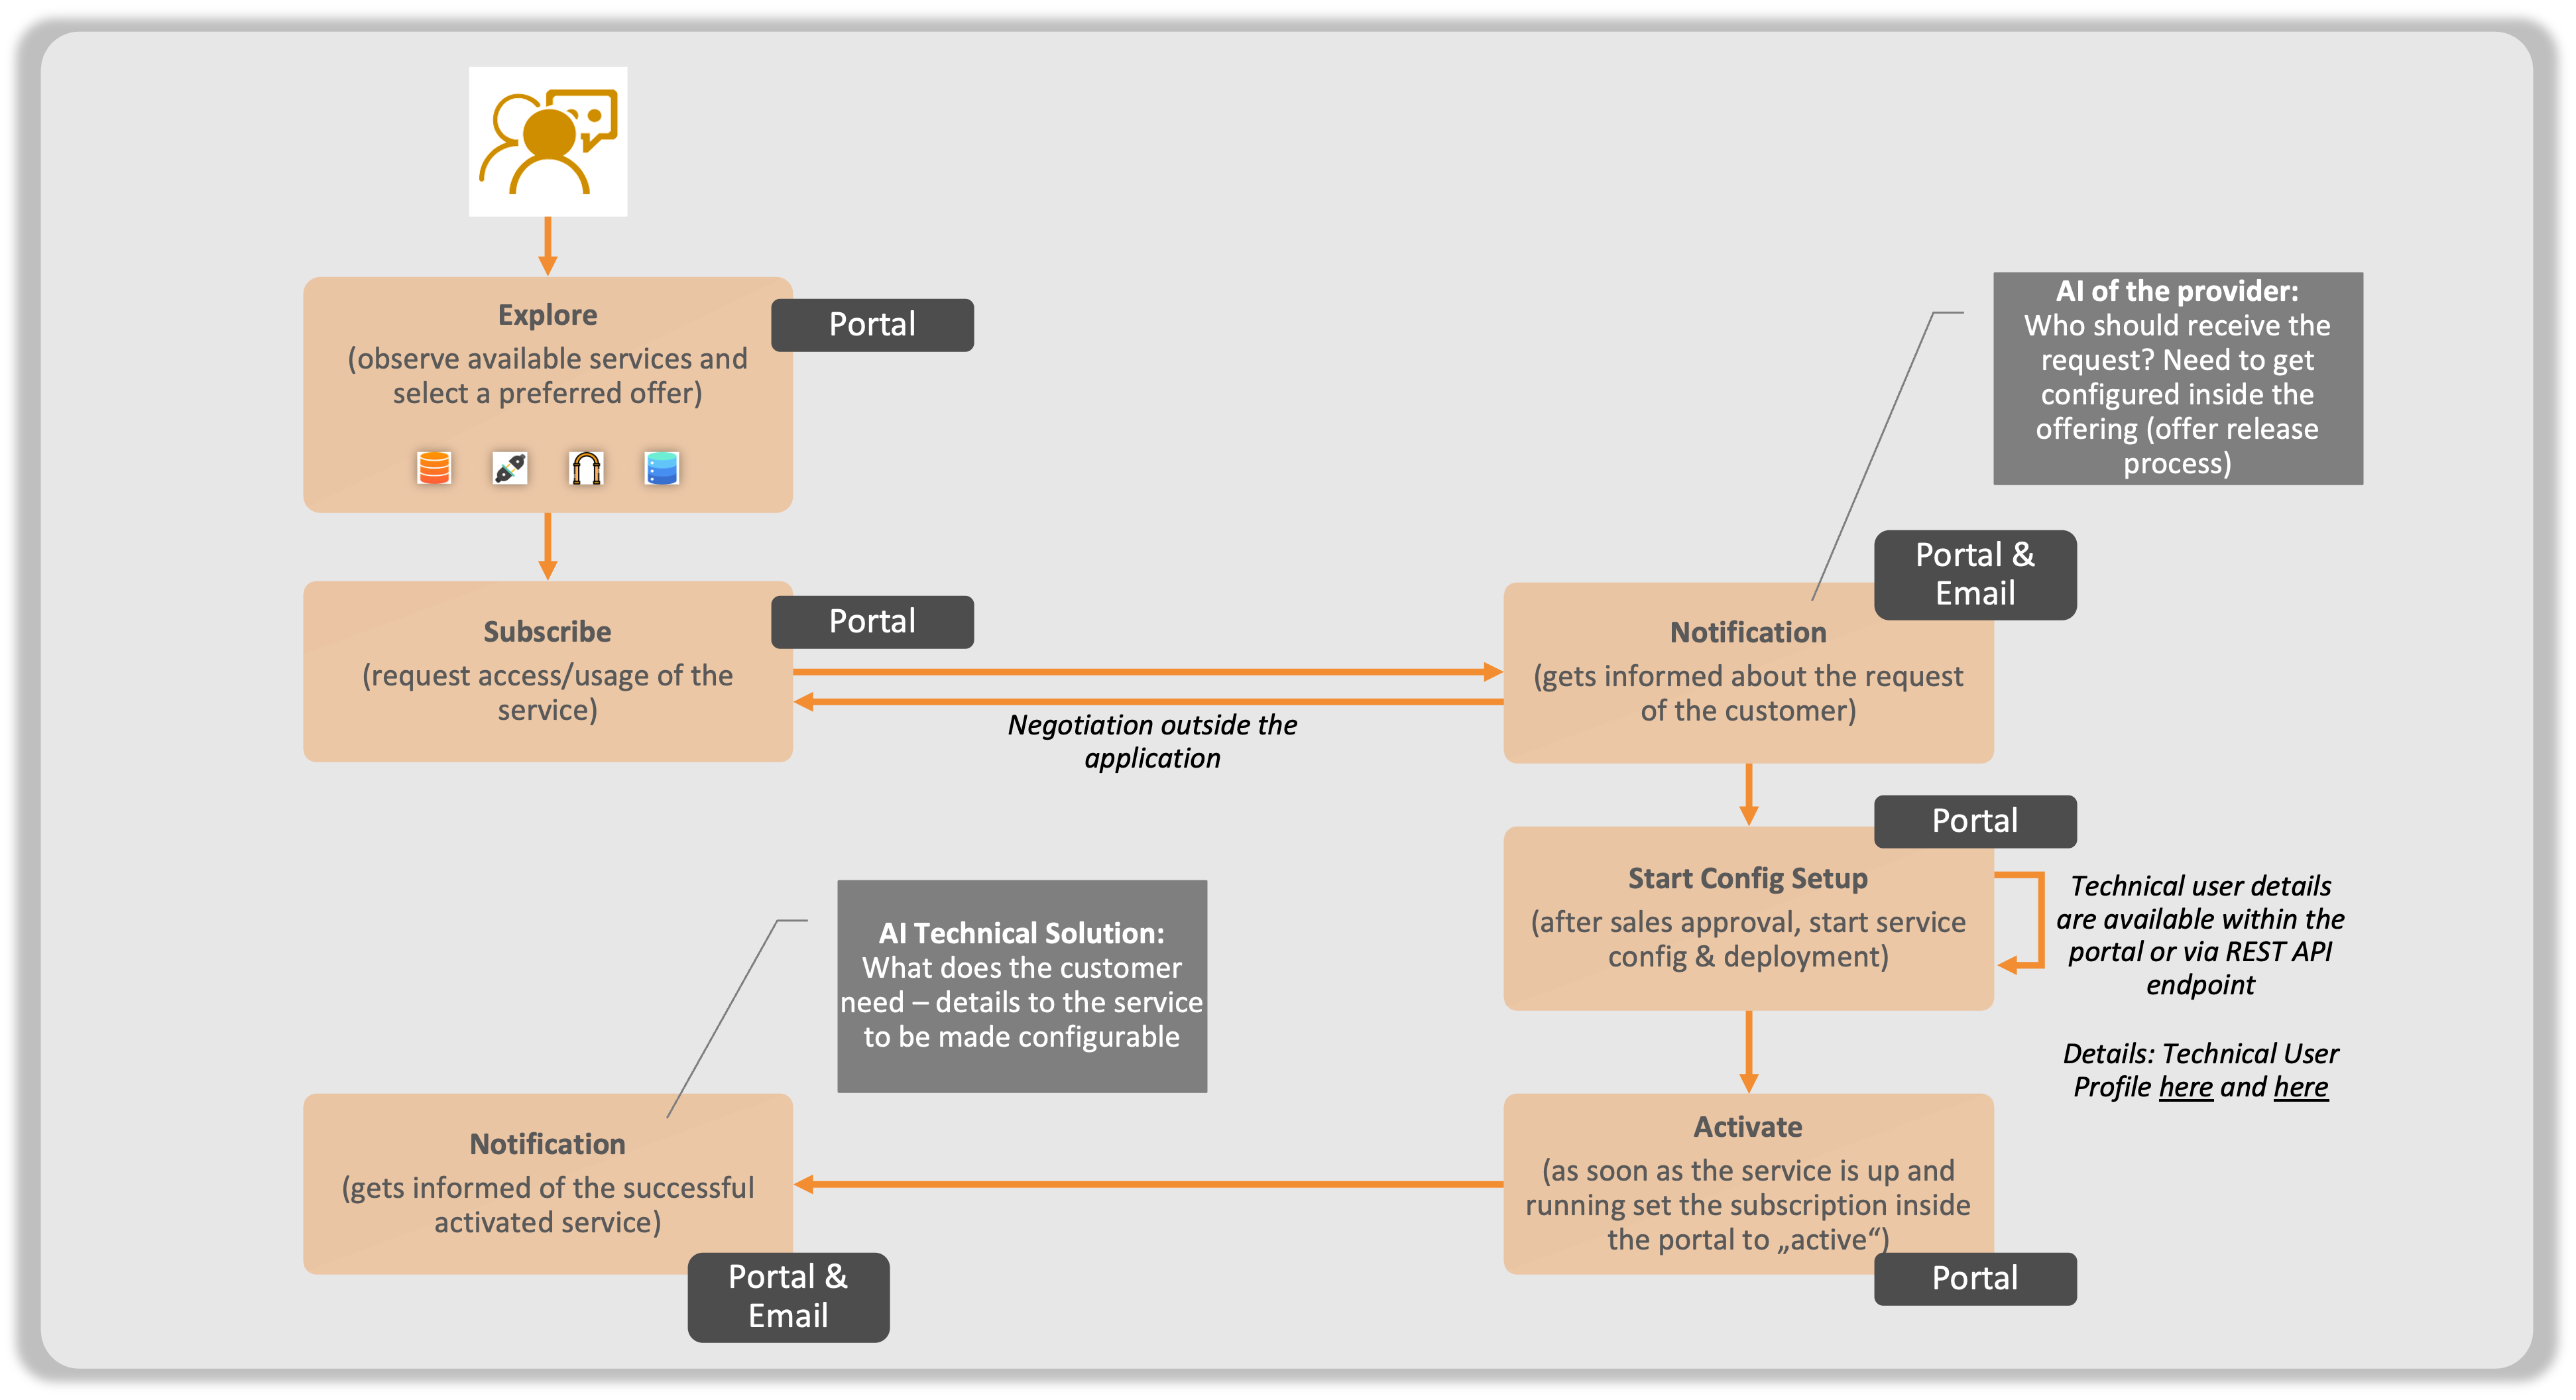 Explore
(observe available services and
select a preferred offer)
Portal
Subscribe
(request access/usage of the
service)
Portal
Negotiation outside the
application
AI of the provider:
Who should receive the
request? Need to get
configured inside the
offering (offer release
process)
Portal &
Email
Notification
(gets informed about the request
of the customer)
Portal
Start Config Setup
(after sales approval, start service
config & deployment)
Technical user details
are available within the
portal or via REST API
endpoint
Details: Technical User
Profile here and here
Activate
(as soon as the service is up and
running set the subscription inside
the portal to „active“)
Portal
AI Technical Solution:
What does the customer
need – details to the service
to be made configurable
Notification
(gets informed of the successful
activated service)
Portal &
Email